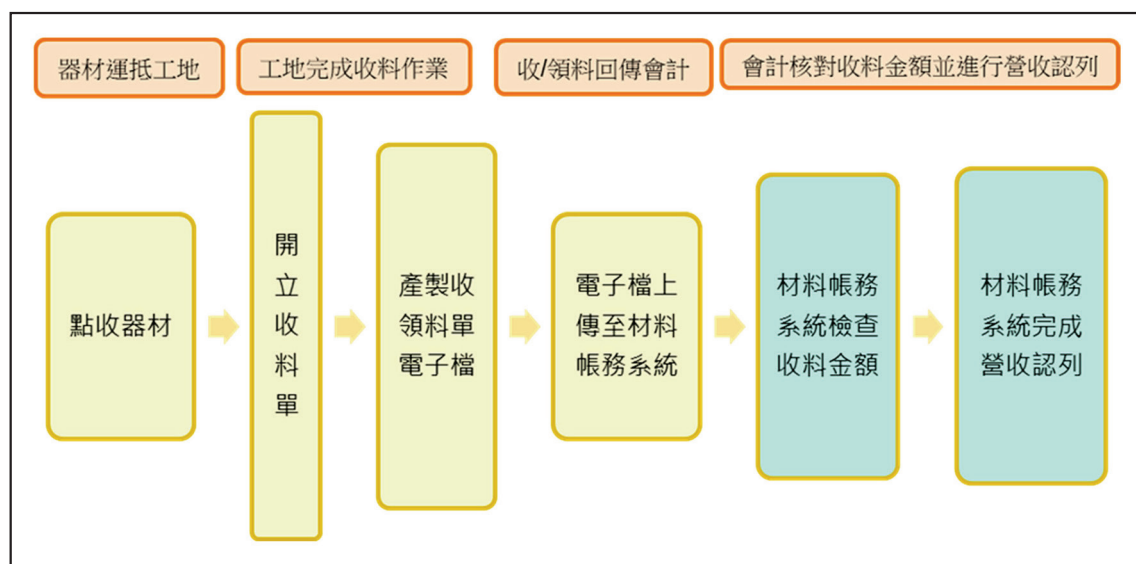 器材運抵工地
工地完成收料作業
收/領料回傳會計
會計核對收料金額並進行營收認列
點收器材
開
立
收
料
單
產製收
領料單
電子檔
電子檔上
傳至材料
帳務系統
材料帳務
系統檢查
收料金額
材料帳務
系統完成
營收認列